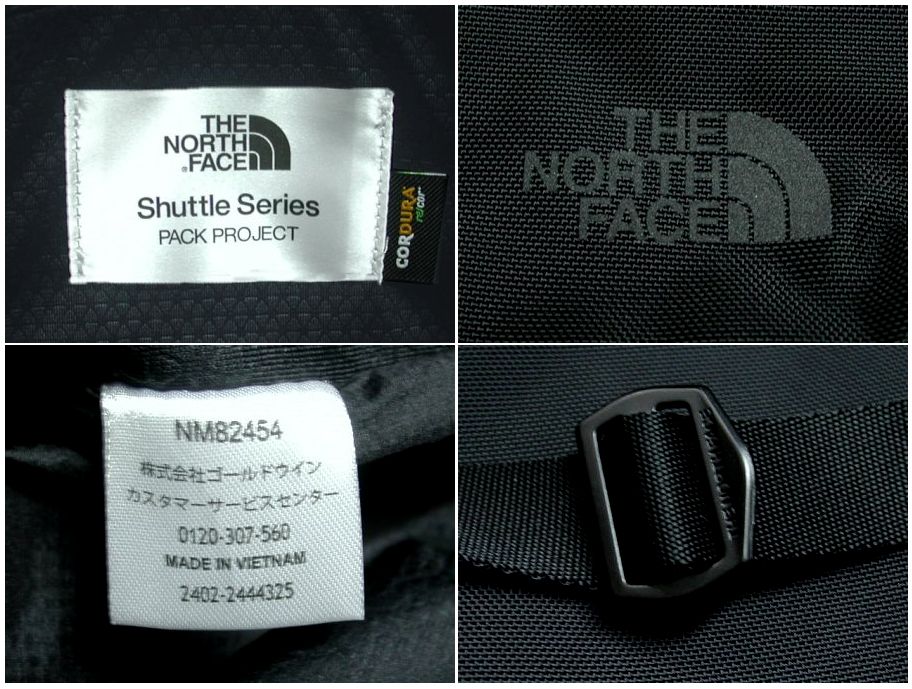 THE
NORTH
FACE
Shuttle Series
PACK PROJECT
CORDURA
re/cor™
THE
NORTH
FACE
NM82454
株式会社ゴールドウイン
カスタマーサービスセンター
0120-307-560
MADE IN VIETNAM
2402-2444325